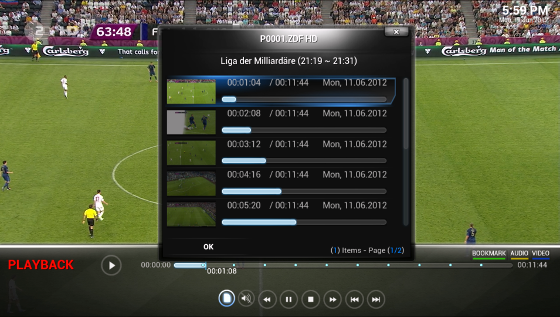 5:59 PM
2 ZDF HD 63:48 F
Carlsberg That calls for Carlsberg Man of the Match
P0001.ZDF HD
Liga der Milliardäre (21:19 ~ 21:31)
00:01:04 / 00:11:44 Mon, 11.06.2012
00:02:08 / 00:11:44 Mon, 11.06.2012
00:03:12 / 00:11:44 Mon, 11.06.2012
00:04:16 / 00:11:44 Mon, 11.06.2012
00:05:20 / 00:11:44 Mon, 11.06.2012
OK
(1) Items - Page (1/2)
BOOKMARK AUDIO VIDEO
PLAYBACK 00:00:00 00:11:44
00:01:08